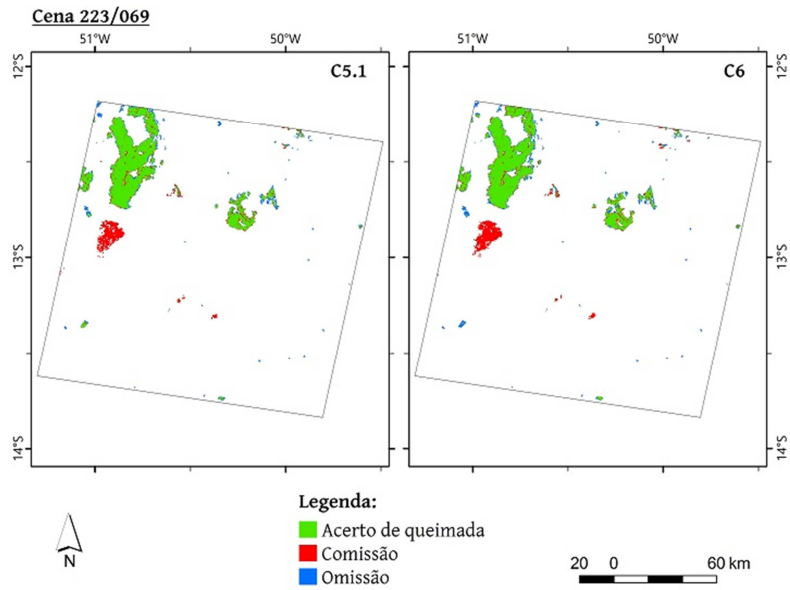 Cena 223/069
51°W 50°W 51°W 50°W
12°S C5.1 C6 12°S
13°S 13°S
14°S 14°S
Legenda:
Acerto de queimada
Comissão
Omissão
N
20 0 60 km